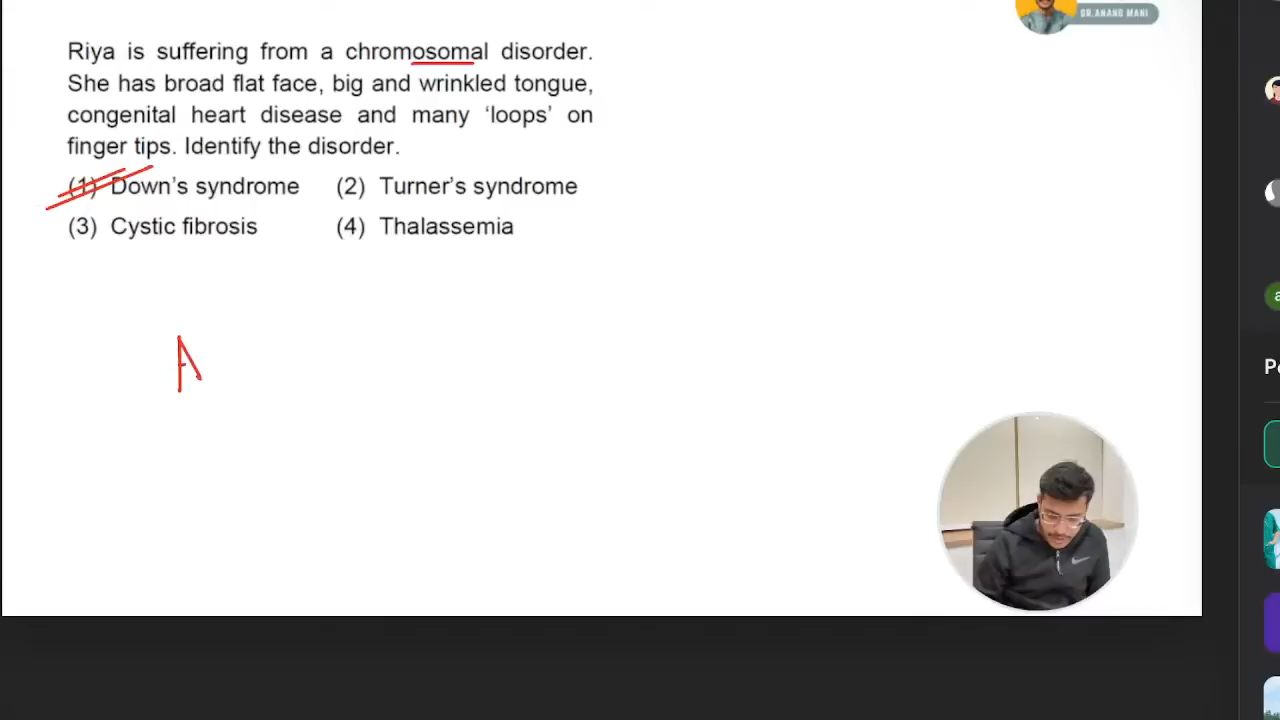 DR.ANAND MANI
Riya is suffering from a chromosomal disorder.
She has broad flat face, big and wrinkled tongue,
congenital heart disease and many ‘loops’ on
finger tips. Identify the disorder.
(1) Down’s syndrome (2) Turner’s syndrome
(3) Cystic fibrosis (4) Thalassemia
A